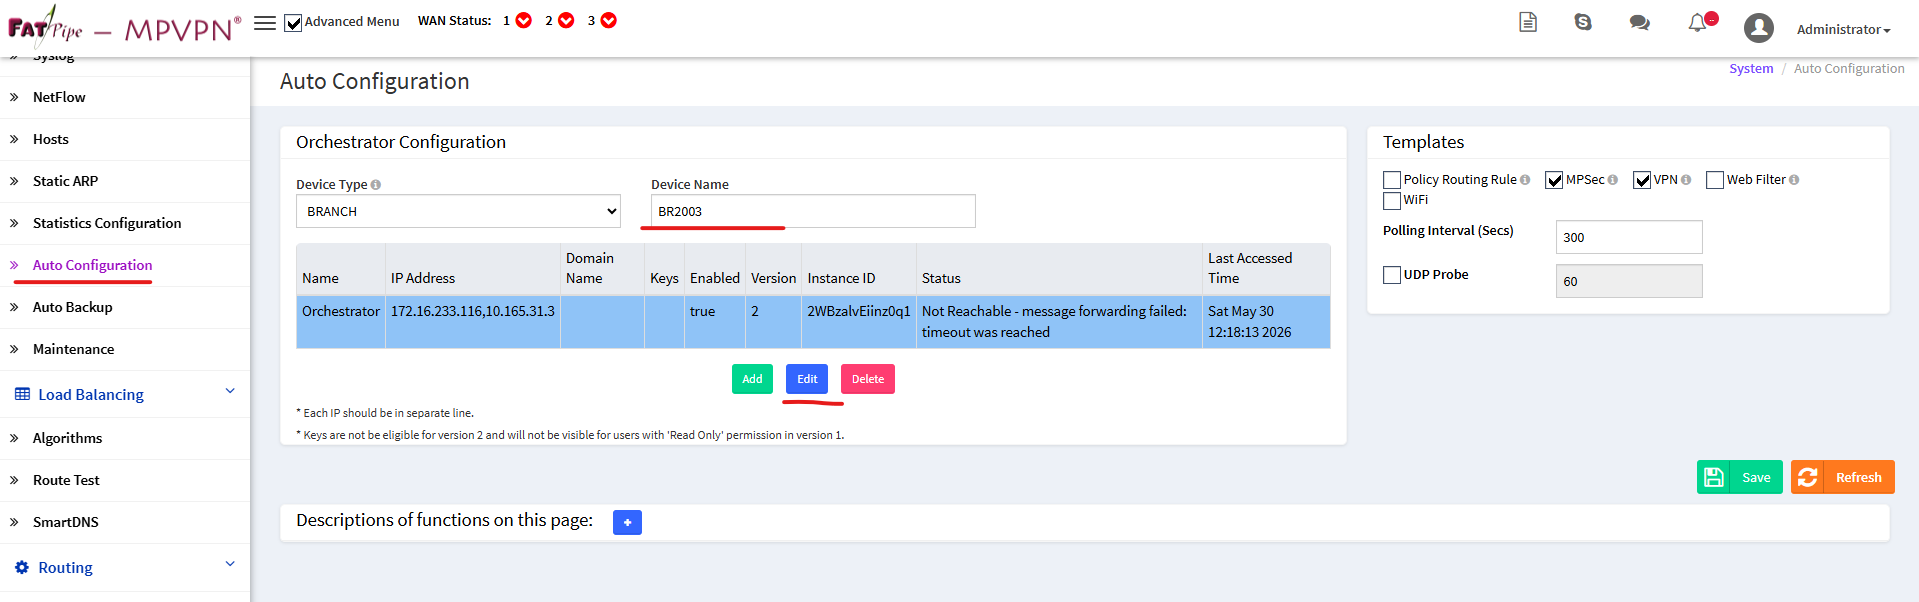 FATPipe — MPVPN®
Advanced Menu
WAN Status: 1 2 3
Administrator
Syslog
NetFlow
Hosts
Static ARP
Statistics Configuration
Auto Configuration
Auto Backup
Maintenance
Load Balancing
Algorithms
Route Test
SmartDNS
Routing
Auto Configuration
System / Auto Configuration
Orchestrator Configuration
Device Type
Device Name
BRANCH
BR2003
Name IP Address Domain Name Keys Enabled Version Instance ID Status Last Accessed Time
Orchestrator 172.16.233.116,10.165.31.3 true 2 2WBzalvEiinz0q1 Not Reachable - message forwarding failed: timeout was reached Sat May 30 12:18:13 2026
Add Edit Delete
* Each IP should be in separate line.
* Keys are not be eligible for version 2 and will not be visible for users with 'Read Only' permission in version 1.
Templates
Policy Routing Rule MPSec VPN Web Filter
WiFi
Polling Interval (Secs) 300
UDP Probe 60
Save Refresh
Descriptions of functions on this page: +